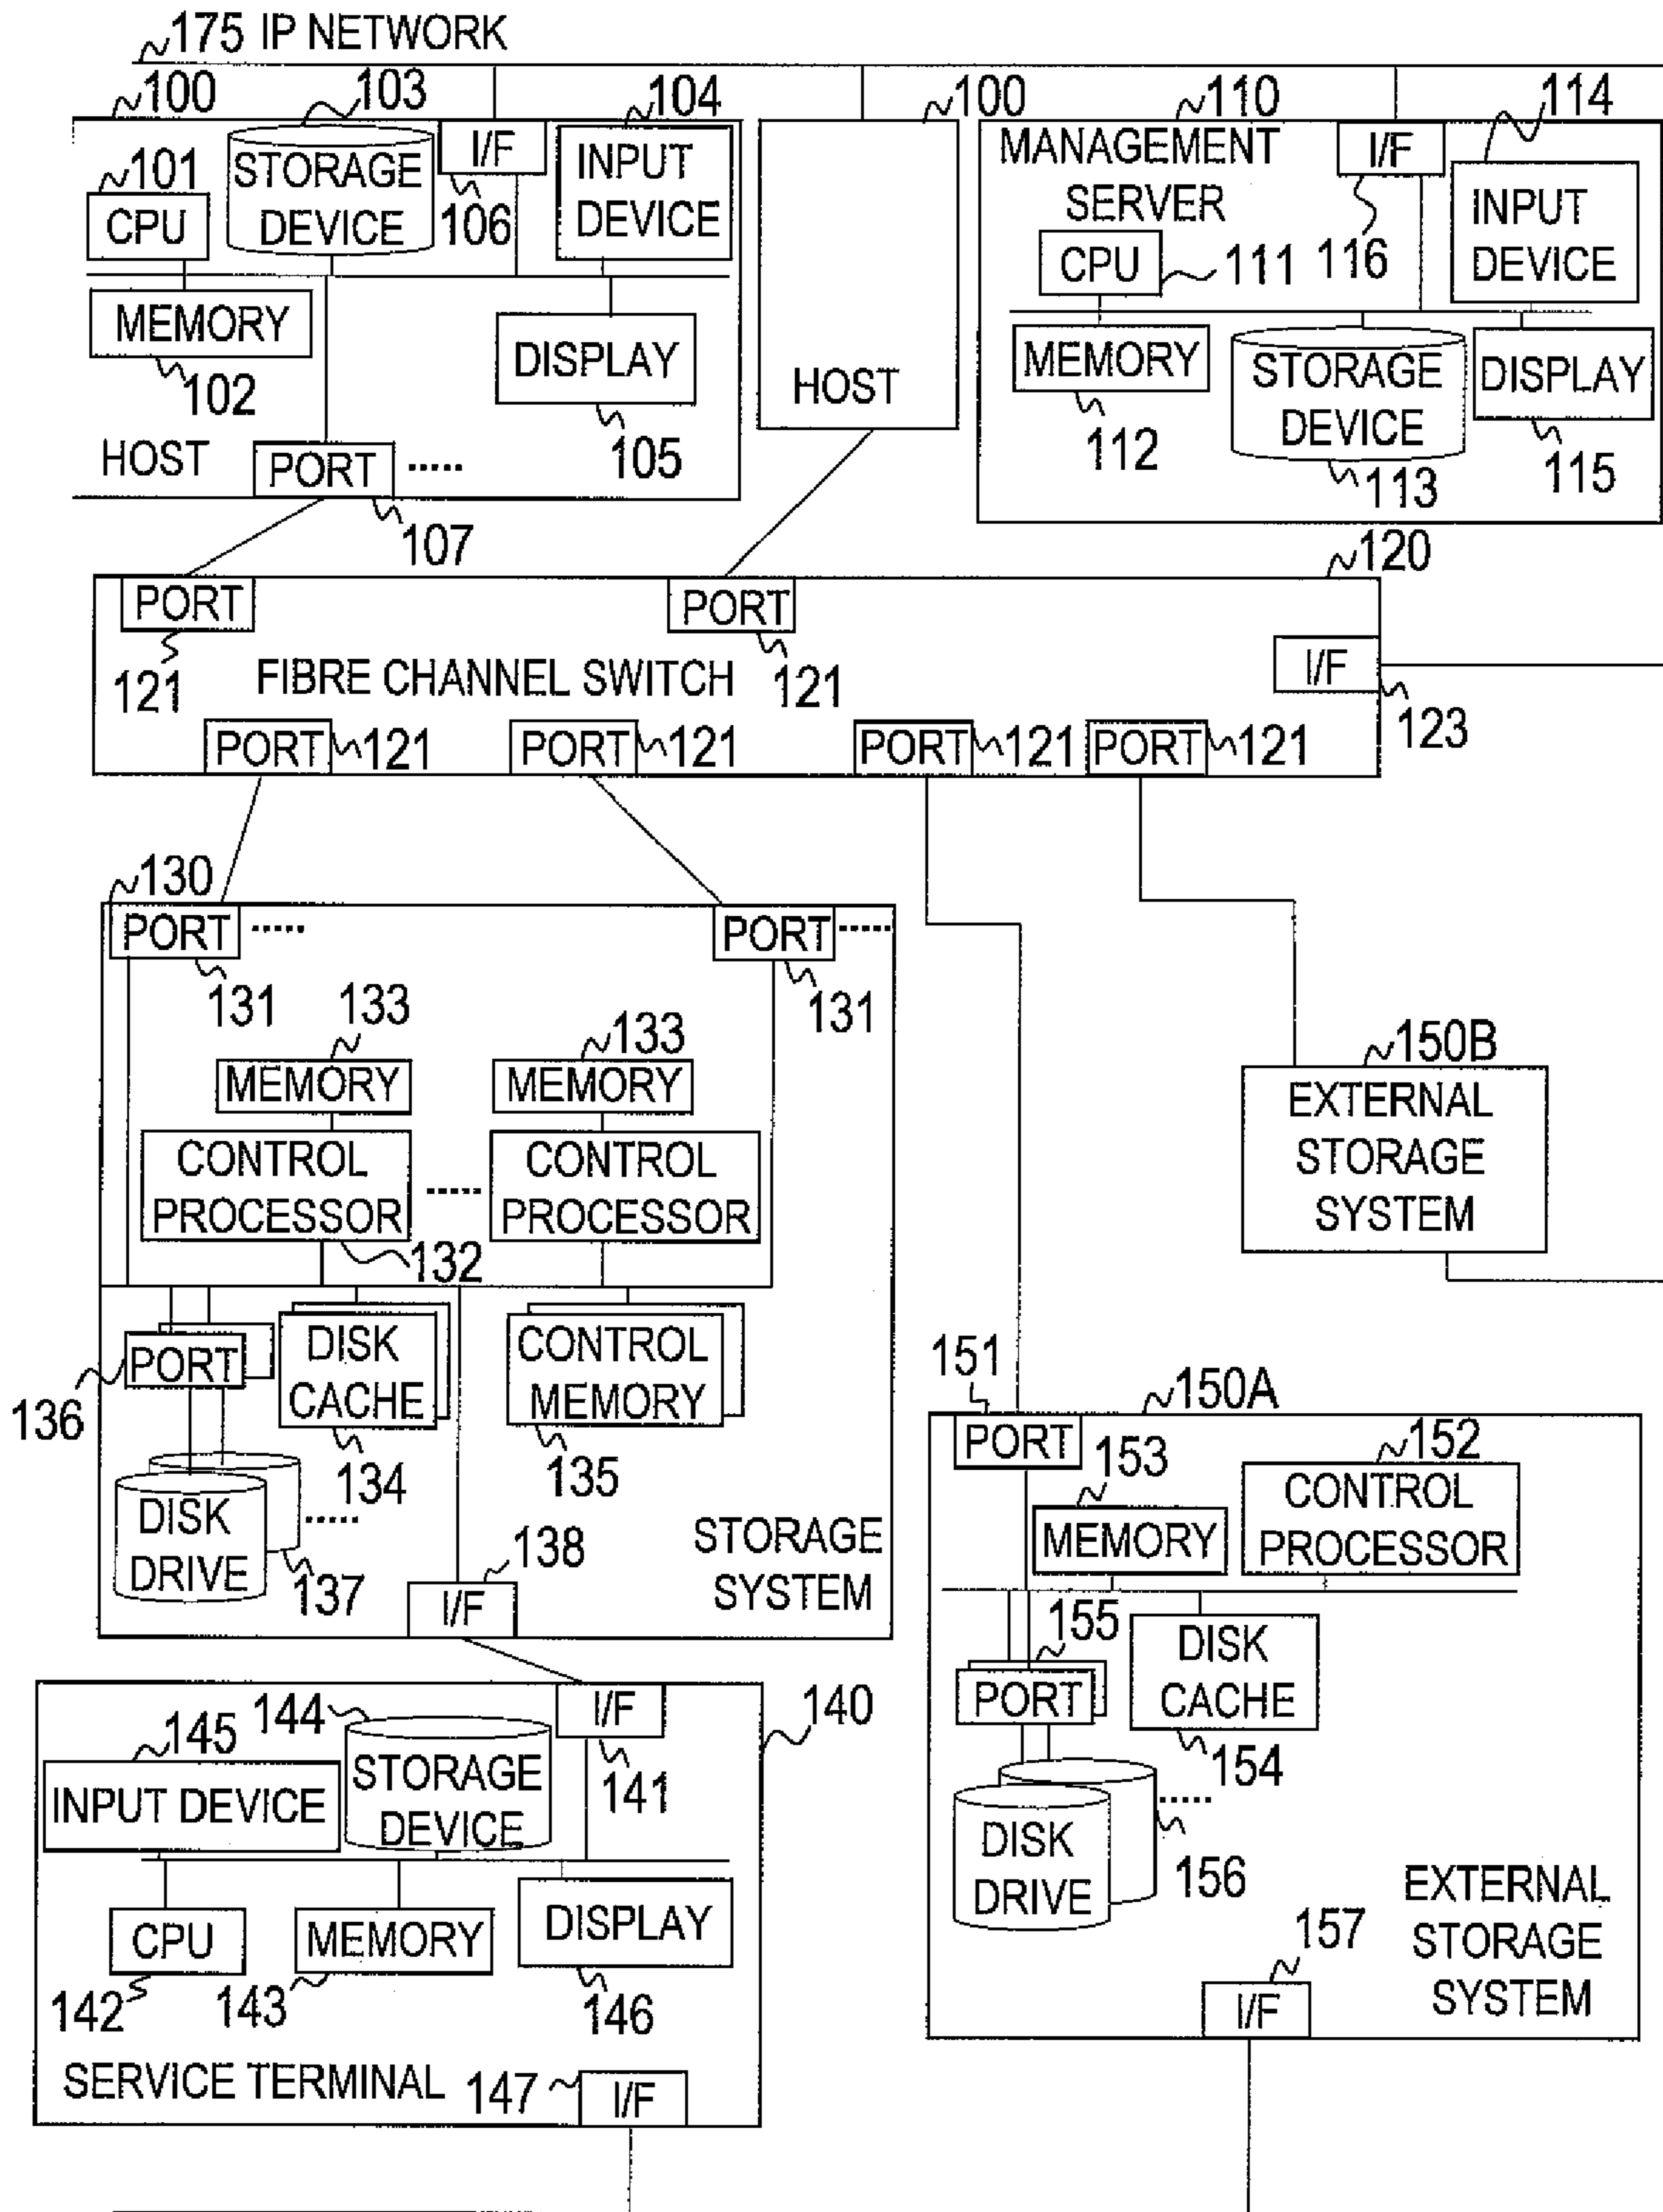 175 IP NETWORK
100
103
104
100
110
114
101
CPU
STORAGE
DEVICE
I/F
106
INPUT
DEVICE
MEMORY
102
DISPLAY
105
HOST
PORT
.....
107
HOST
MANAGEMENT
SERVER
I/F
116
INPUT
DEVICE
CPU
111
MEMORY
112
STORAGE
DEVICE
113
DISPLAY
115
120
PORT
121
PORT
121
FIBRE CHANNEL SWITCH
I/F
123
PORT
121
PORT
121
PORT
121
PORT
121
130
PORT
.....
131
PORT
.....
131
133
MEMORY
133
MEMORY
CONTROL
PROCESSOR
132
.....
CONTROL
PROCESSOR
136
PORT
DISK
CACHE
134
CONTROL
MEMORY
135
DISK
DRIVE
.....
137
138
I/F
STORAGE
SYSTEM
150B
EXTERNAL
STORAGE
SYSTEM
151
150A
PORT
153
MEMORY
152
CONTROL
PROCESSOR
155
PORT
DISK
CACHE
154
DISK
DRIVE
.....
156
157
I/F
EXTERNAL
STORAGE
SYSTEM
140
I/F
141
144
STORAGE
DEVICE
145
INPUT DEVICE
CPU
142
MEMORY
143
DISPLAY
146
SERVICE TERMINAL
147
I/F